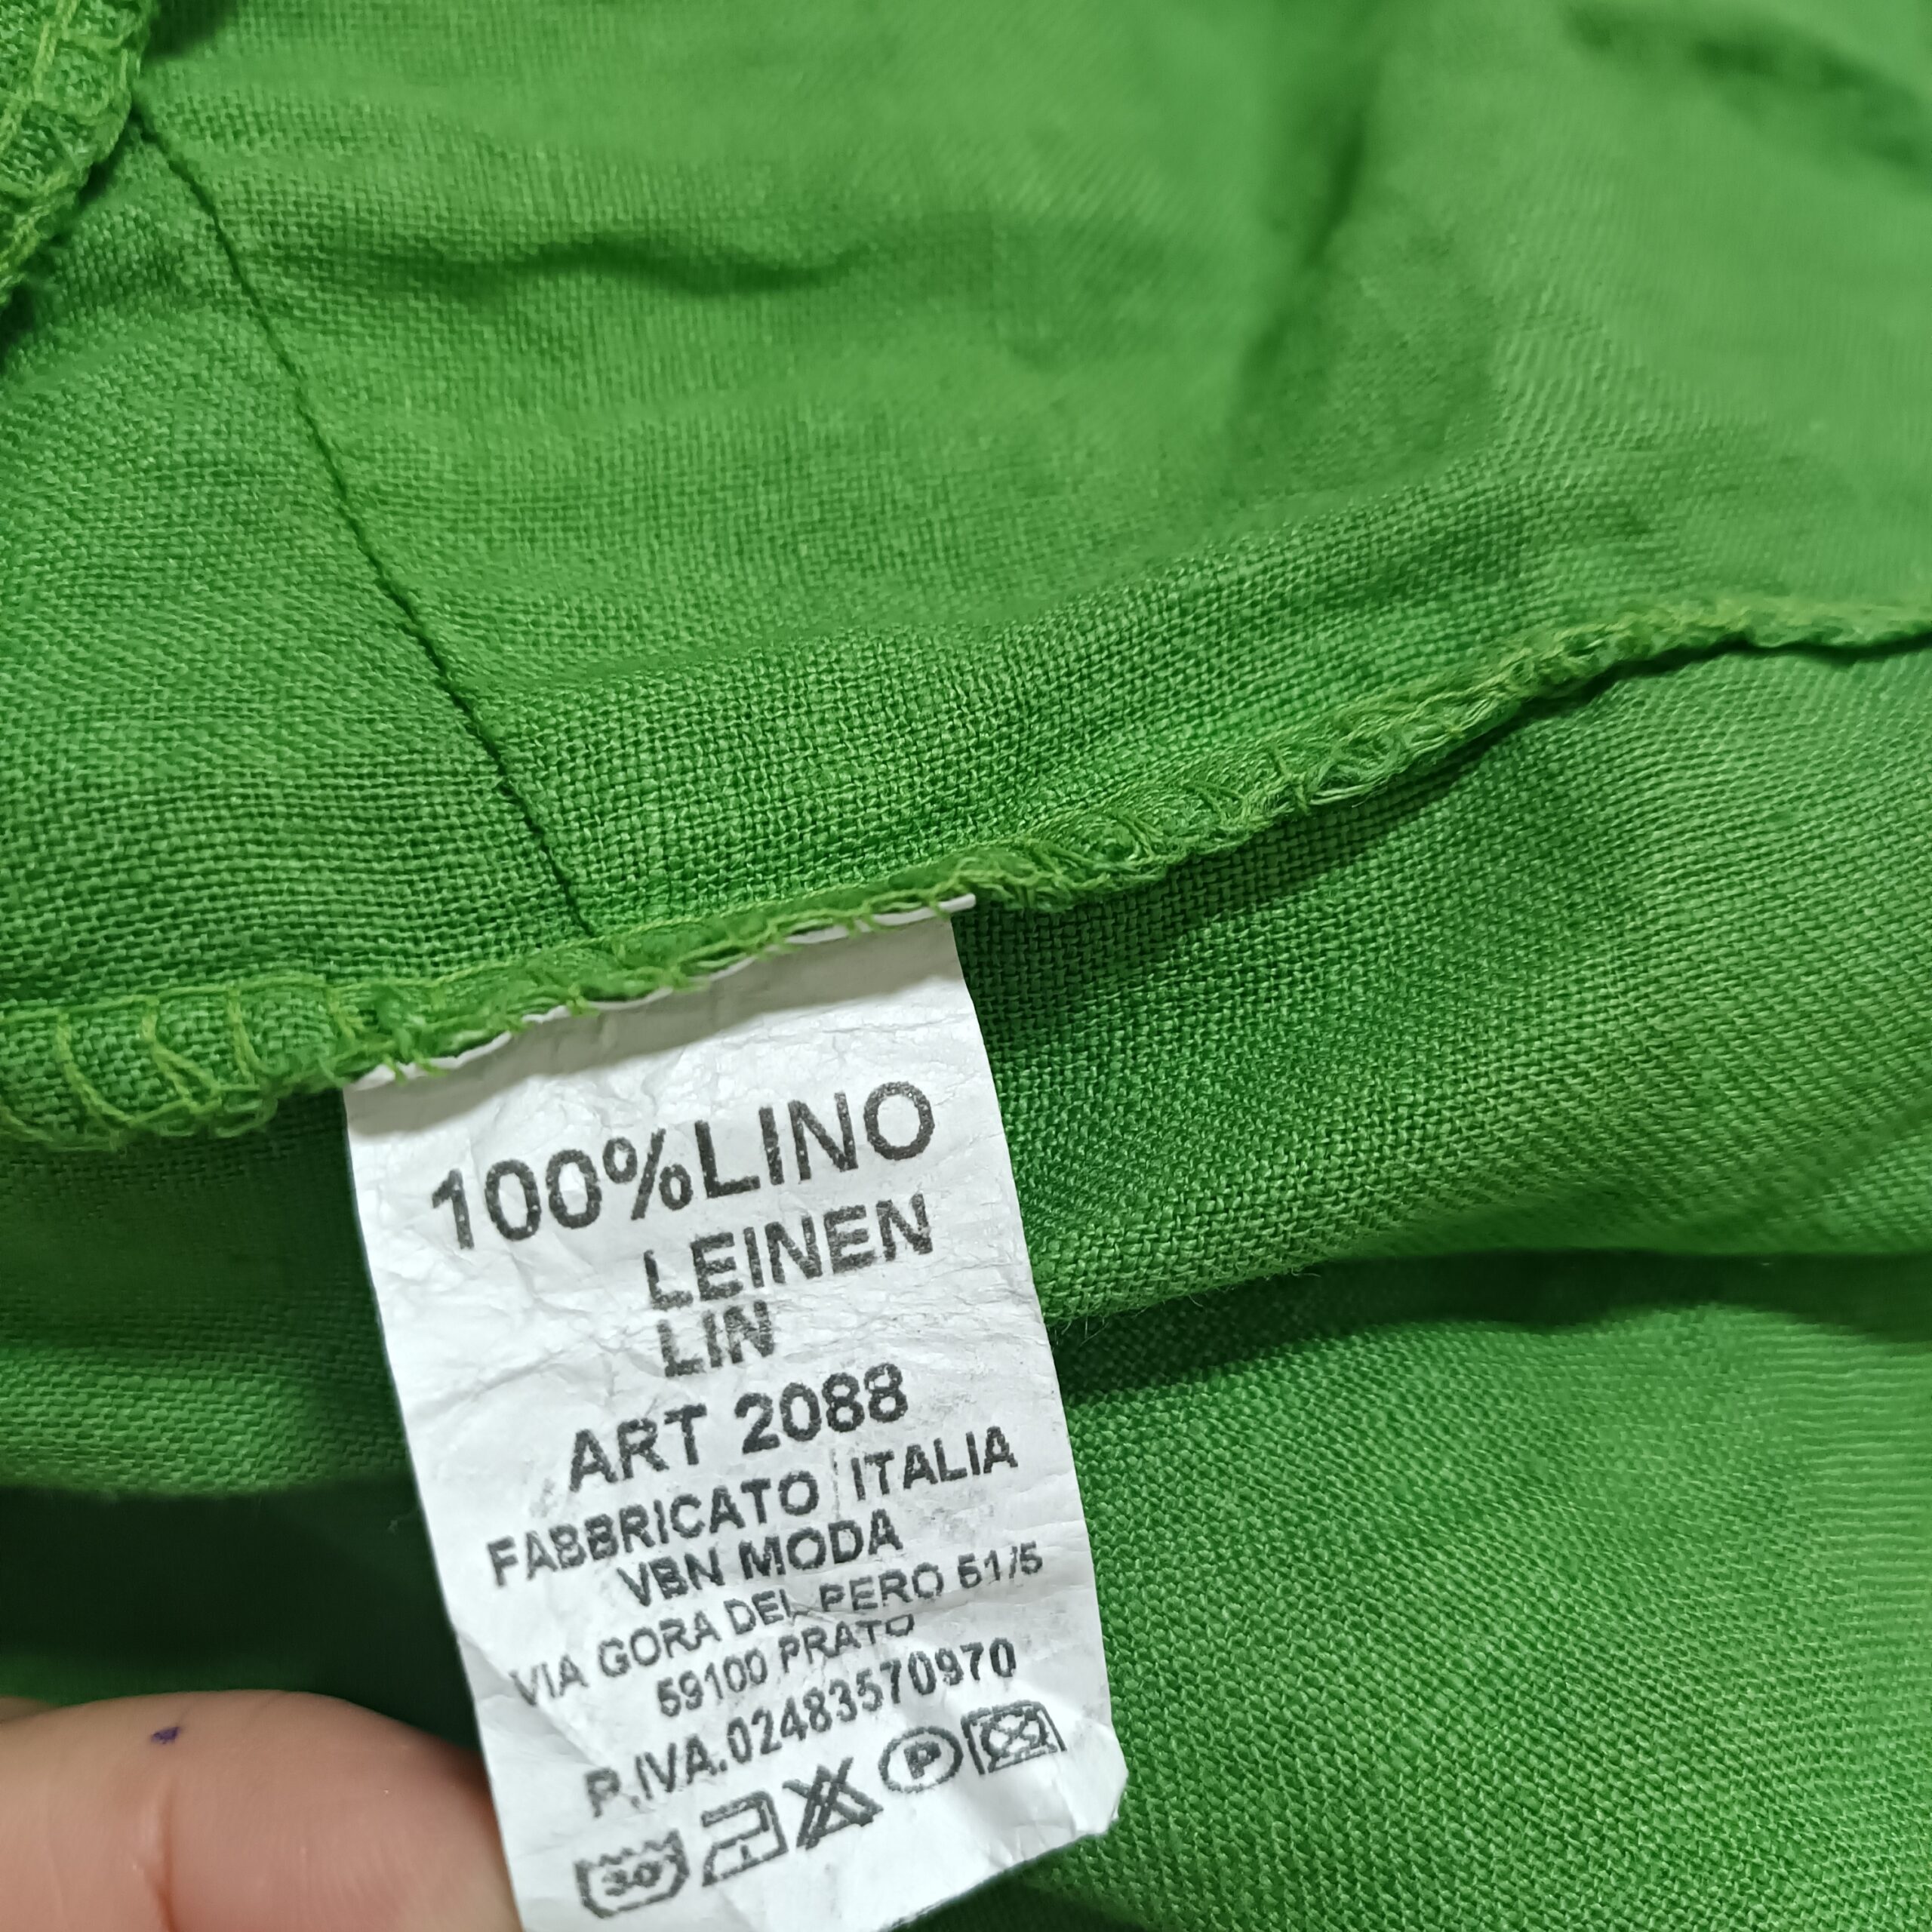 100%LINO
LEINEN
LIN
ART 2088
FABBRICATO ITALIA
VBN MODA
VIA GORA DEL PERO 51/5
59100 PRATO
P.IVA.02483570970
30 P